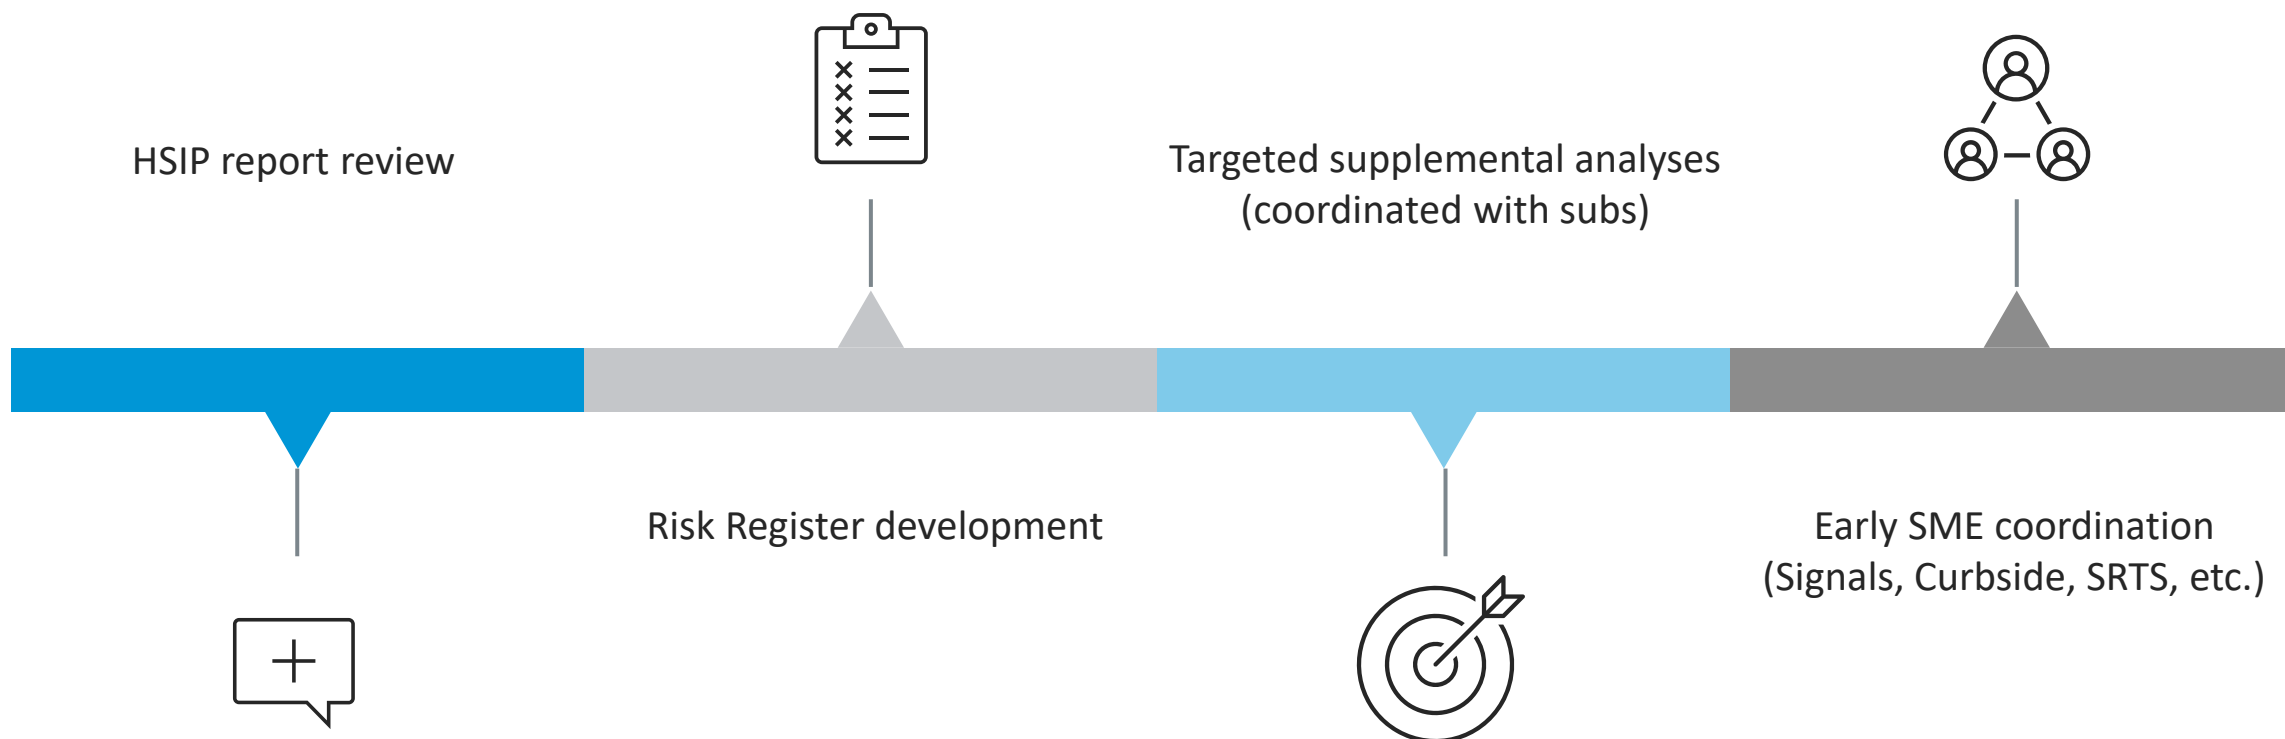 HSIP report review
Risk Register development
Targeted supplemental analyses
(coordinated with subs)
Early SME coordination
(Signals, Curbside, SRTS, etc.)